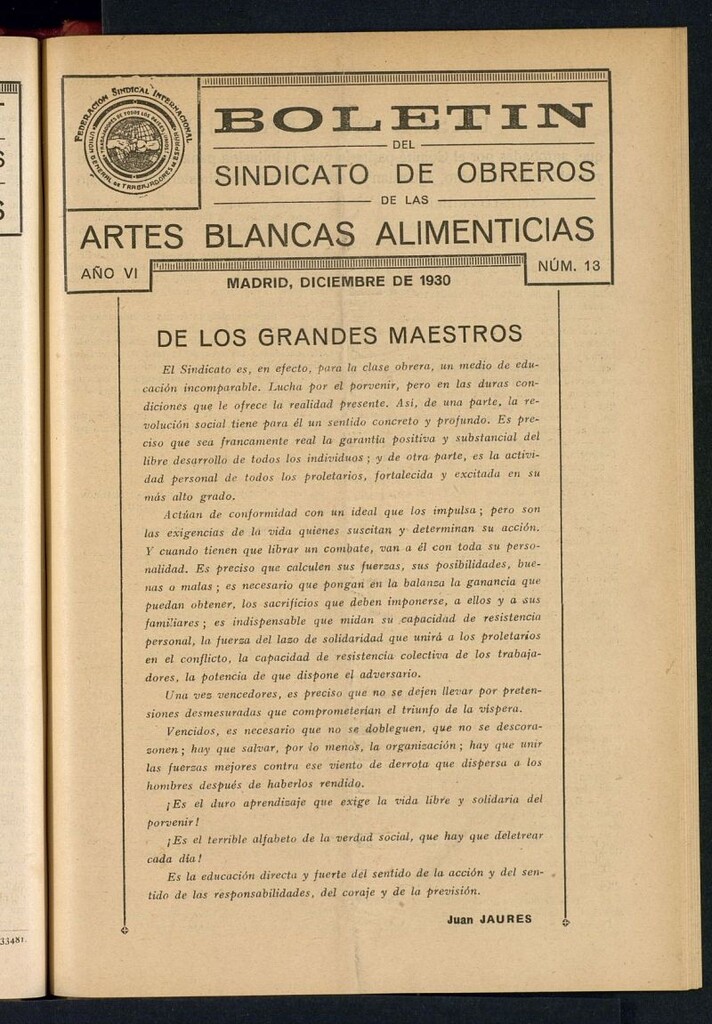 FEDERACIÓN SINDICAL INTERNACIONAL
UNIÓN GENERAL DE TRABAJADORES ESPAÑA
TRABAJADORES DE TODOS LOS PAÍSES, UNÍOS
BOLETIN
DEL
SINDICATO DE OBREROS
DE LAS
ARTES BLANCAS ALIMENTICIAS
AÑO VI
NÚM. 13
MADRID, DICIEMBRE DE 1930
DE LOS GRANDES MAESTROS
El Sindicato es, en efecto, para la clase obrera, un medio de edu-
cación incomparable. Lucha por el porvenir, pero en las duras con-
diciones que le ofrece la realidad presente. Así, de una parte, la re-
volución social tiene para él un sentido concreto y profundo. Es pre-
ciso que sea francamente real la garantía positiva y substancial del
libre desarrollo de todos los individuos; y de otra parte, es la activi-
dad personal de todos los proletarios, fortalecida y excitada en su
más alto grado.
Actúan de conformidad con un ideal que los impulsa; pero son
las exigencias de la vida quienes suscitan y determinan su acción.
Y cuando tienen que librar un combate, van a él con toda su perso-
nalidad. Es preciso que calculen sus fuerzas, sus posibilidades, bue-
nas o malas; es necesario que pongan en la balanza la ganancia que
puedan obtener, los sacrificios que deben imponerse, a ellos y a sus
familiares; es indispensable que midan su capacidad de resistencia
personal, la fuerza del lazo de solidaridad que unirá a los proletarios
en el conflicto, la capacidad de resistencia colectiva de los trabaja-
dores, la potencia de que dispone el adversario.
Una vez vencedores, es preciso que no se dejen llevar por preten-
siones desmesuradas que comprometerían el triunfo de la víspera.
Vencidos, es necesario que no se dobleguen, que no se descora-
zonen; hay que salvar, por lo menos, la organización; hay que unir
las fuerzas mejores contra ese viento de derrota que dispersa a los
hombres después de haberlos rendido.
¡Es el duro aprendizaje que exige la vida libre y solidaria del
porvenir!
¡Es el terrible alfabeto de la verdad social, que hay que deletrear
cada día!
Es la educación directa y fuerte del sentido de la acción y del sen-
tido de las responsabilidades, del coraje y de la previsión.
Juan JAURES
33481.